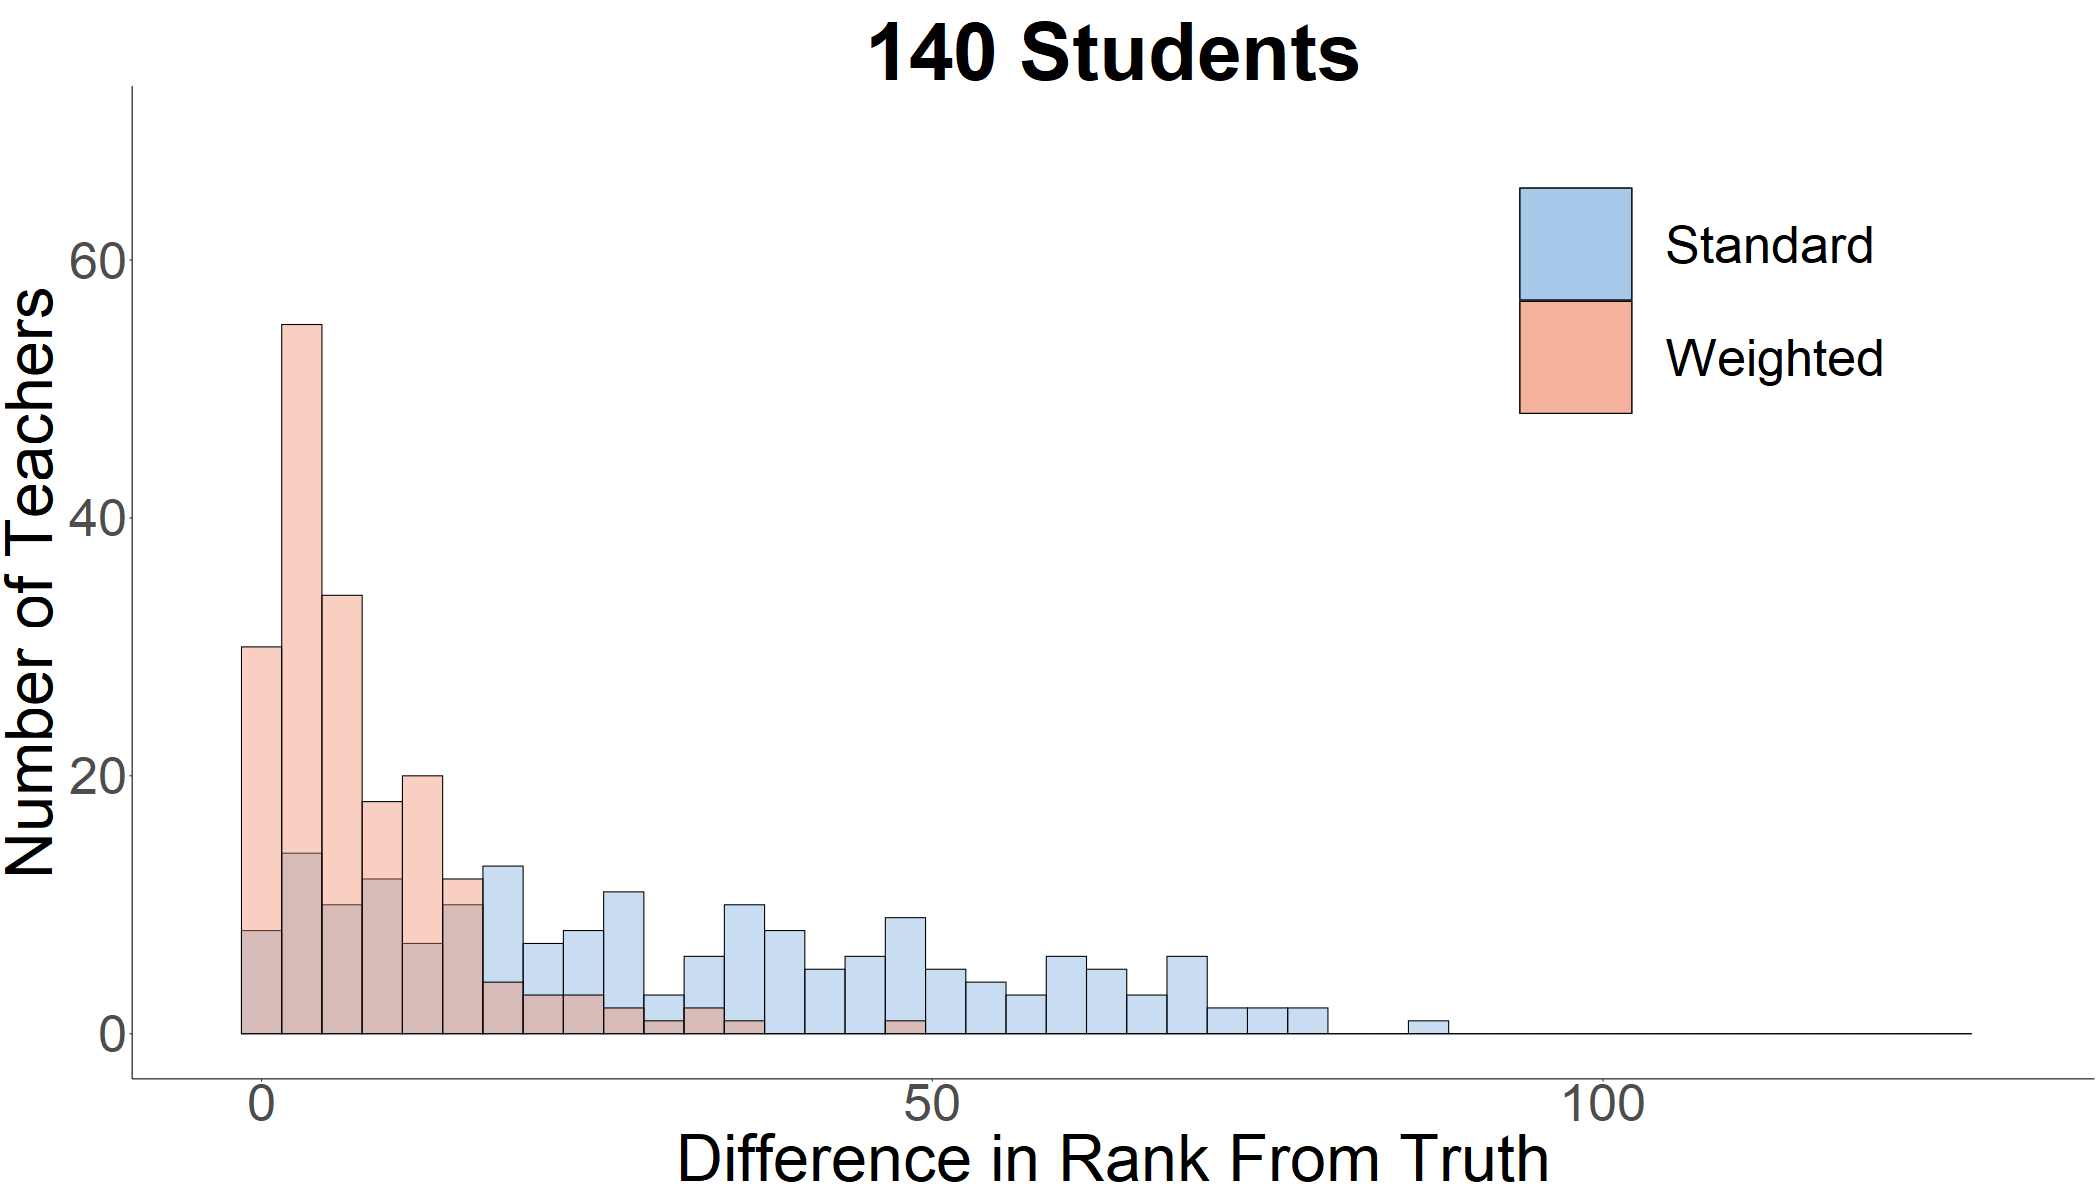 140 Students
Number of Teachers
60
40
20
0
Standard
Weighted
0 50 100
Difference in Rank From Truth